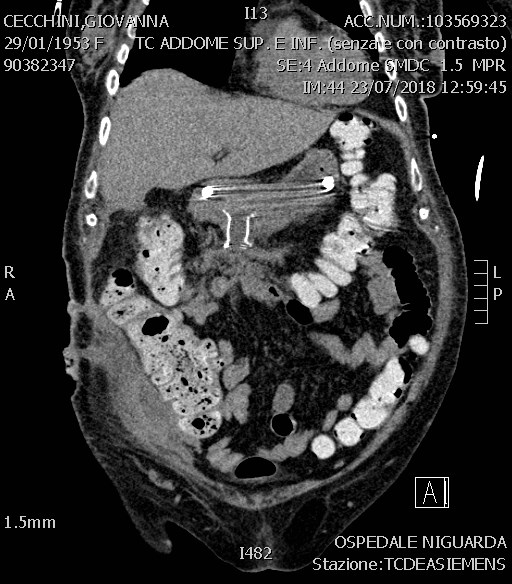 CECCHINI,GIOVANNA
29/01/1953 F
90382347
I13
ACC.NUM.:103569323
TC ADDOME SUP. E INF. (senza e con contrasto)
SE:4 Addome SMDC 1.5 MPR
IM:44 23/07/2018 12:59:45
R
A
L
P
1.5mm
A
I482
OSPEDALE NIGUARDA
Stazione:TCDEASIEMENS